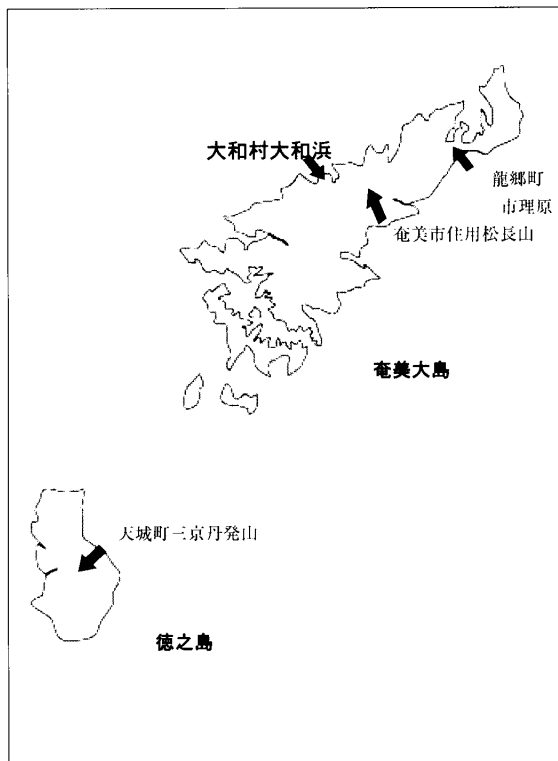 大和村大和浜
龍郷町
市理原
奄美市住用松長山
奄美大島
天城町三京丹発山
徳之島